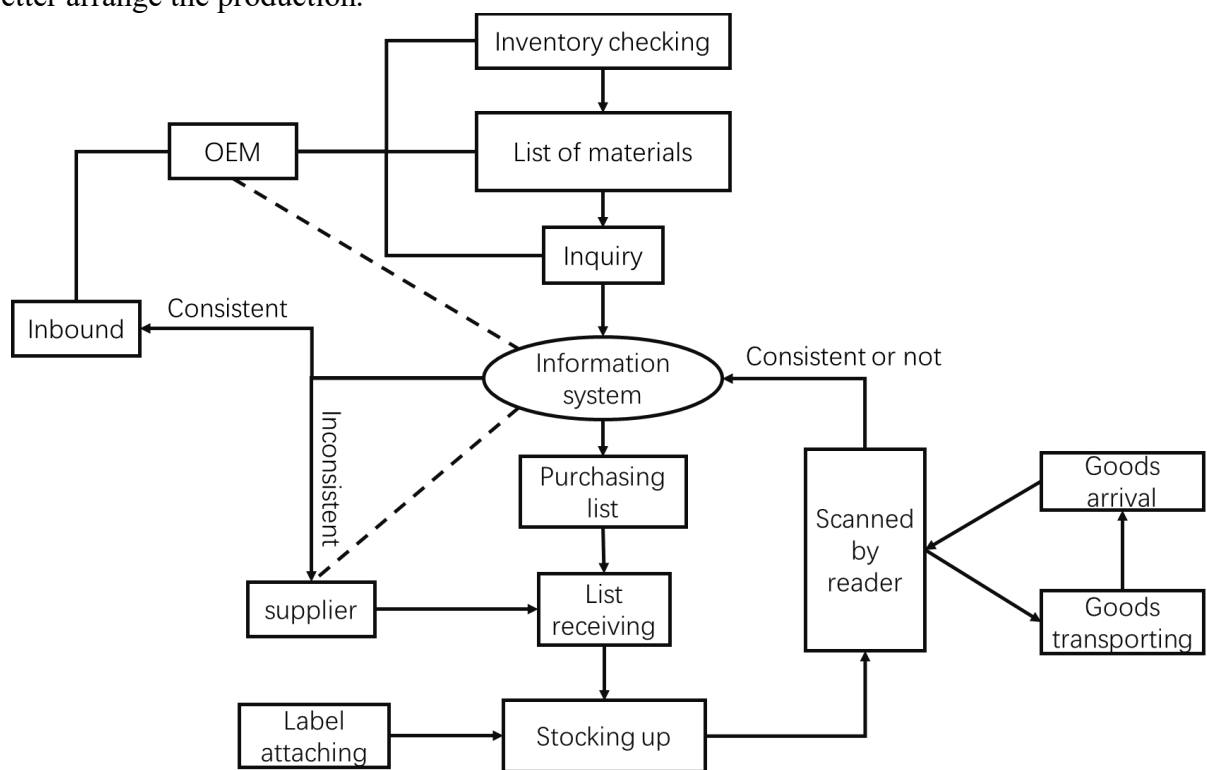 etter arrange the production.
Inventory checking
OEM
List of materials
Inquiry
Consistent
Inbound
Information
system
Consistent or not
Inconsistent
Purchasing
list
Scanned
by
reader
Goods
arrival
supplier
List
receiving
Goods
transporting
Label
attaching
Stocking up